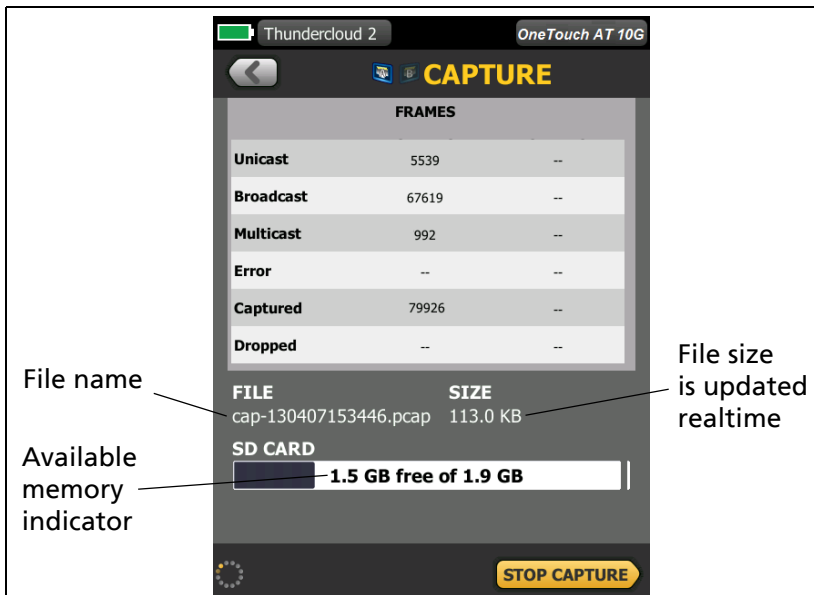 Thundercloud 2 OneTouch AT 10G
CAPTURE
FRAMES
Unicast 5539 --
Broadcast 67619 --
Multicast 992 --
Error -- --
Captured 79926 --
Dropped -- --
FILE SIZE
cap-130407153446.pcap 113.0 KB
SD CARD
1.5 GB free of 1.9 GB
STOP CAPTURE
File name
Available
memory
indicator
File size
is updated
realtime